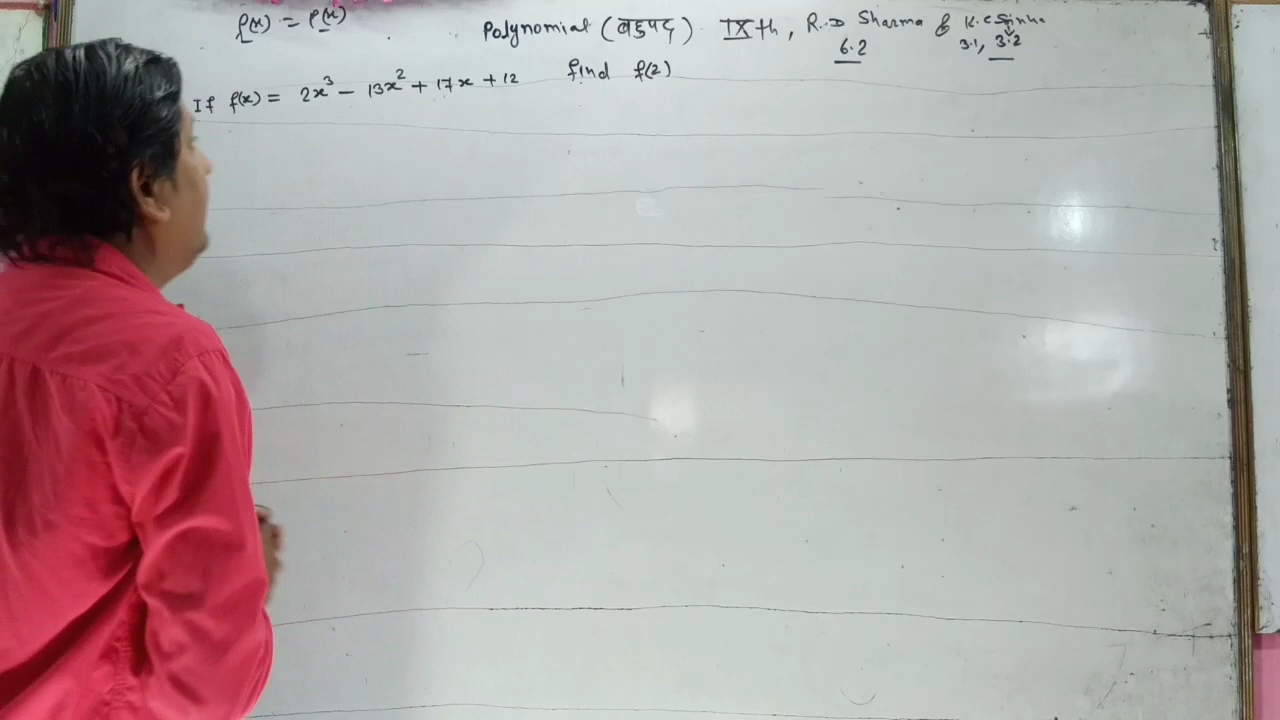 f(x) = p(x)
Polynomial (बहुपद) IXth, R.D Sharma & K.C Sinha
6.2 3.1, 3.2
If f(x) = 2x³ - 13x² + 17x + 12 find f(2)